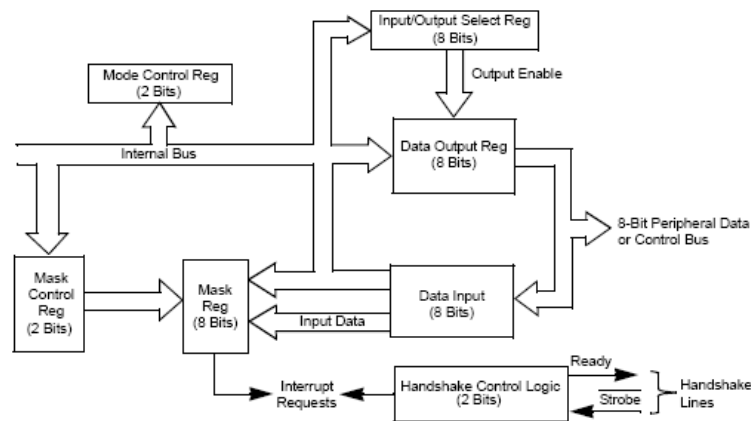 Input/Output Select Reg
(8 Bits)
Mode Control Reg
(2 Bits)
Output Enable
Internal Bus
Data Output Reg
(8 Bits)
8-Bit Peripheral Data
or Control Bus
Mask
Control
Reg
(2 Bits)
Mask
Reg
(8 Bits)
Data Input
(8 Bits)
Input Data
Interrupt
Requests
Handshake Control Logic
(2 Bits)
Ready
Strobe
Handshake
Lines